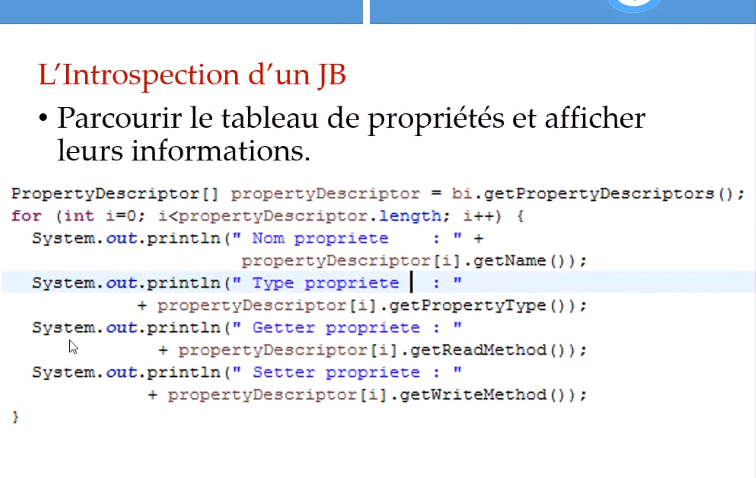 L’Introspection d’un JB
• Parcourir le tableau de propriétés et afficher
leurs informations.
PropertyDescriptor[] propertyDescriptor = bi.getPropertyDescriptors();
for (int i=0; i<propertyDescriptor.length; i++) {
System.out.println(" Nom propriete    : " +
propertyDescriptor[i].getName());
System.out.println(" Type propriete   : "
+ propertyDescriptor[i].getPropertyType());
System.out.println(" Getter propriete : "
+ propertyDescriptor[i].getReadMethod());
System.out.println(" Setter propriete : "
+ propertyDescriptor[i].getWriteMethod());
}